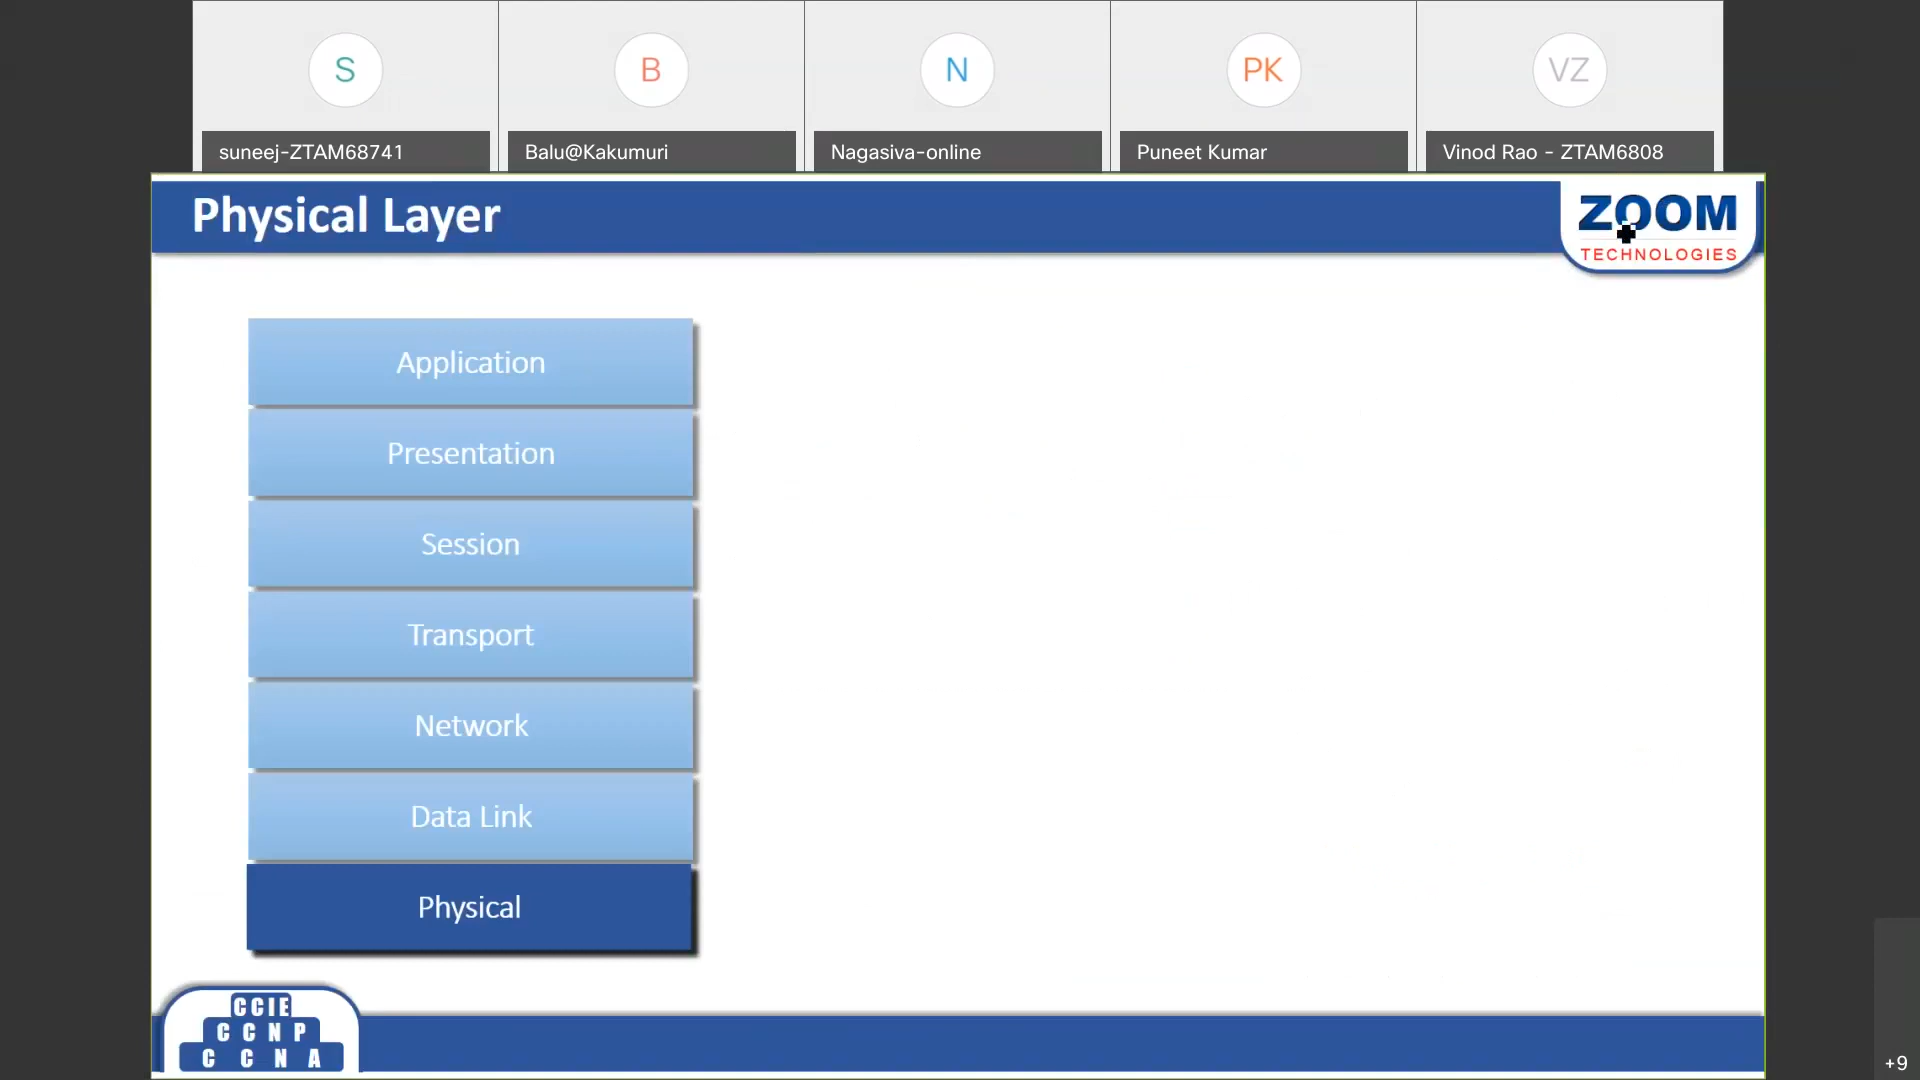 S
B
N
PK
VZ
suneej-ZTAM68741
Balu@Kakumuri
Nagasiva-online
Puneet Kumar
Vinod Rao - ZTAM6808
Physical Layer
ZOOM
TECHNOLOGIES
Application
Presentation
Session
Transport
Network
Data Link
Physical
CCIE
CCNP
CCNA
+9